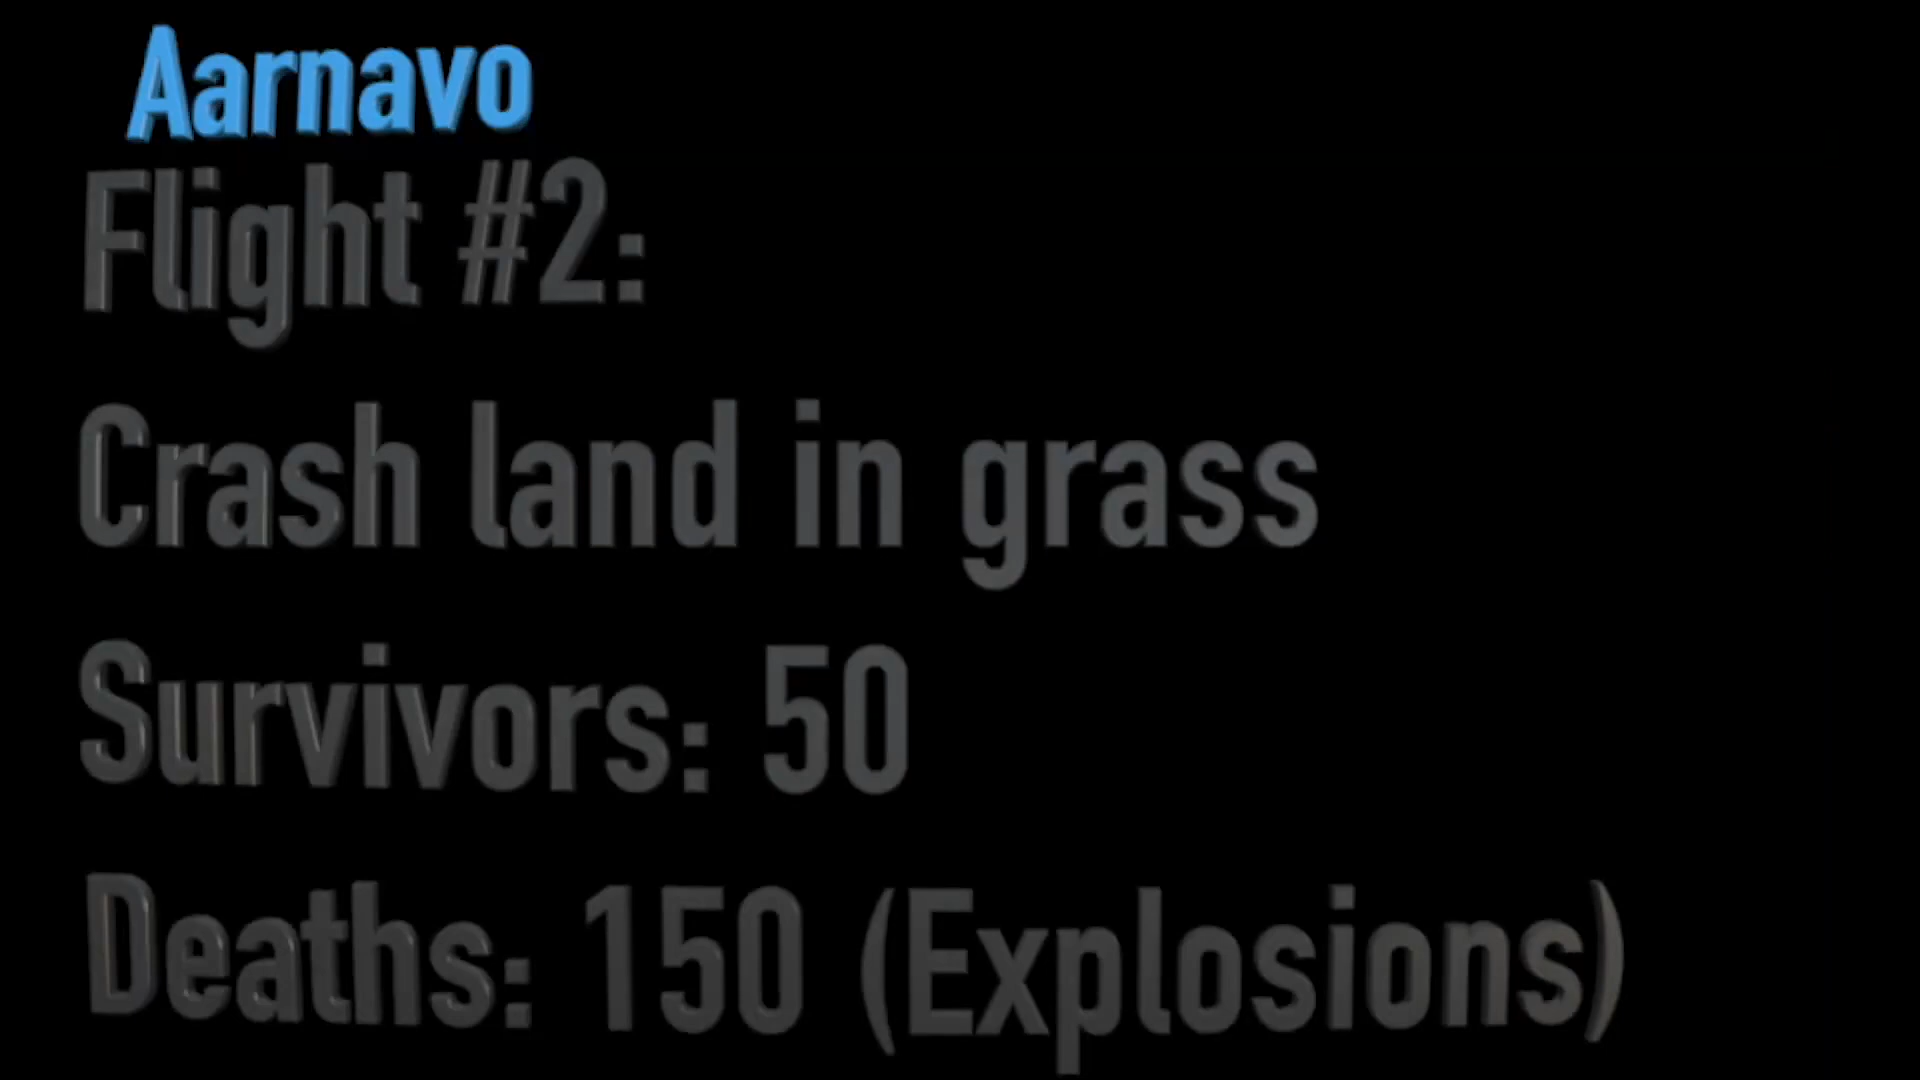 Aarnavo
Flight #2:
Crash land in grass
Survivors: 50
Deaths: 150 (Explosions)